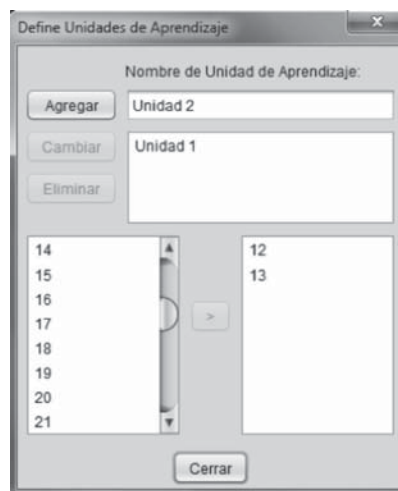 Define Unidades de Aprendizaje
Nombre de Unidad de Aprendizaje:
Agregar
Unidad 2
Cambiar
Unidad 1
Eliminar
14
15
16
17
18
19
20
21
>
12
13
Cerrar